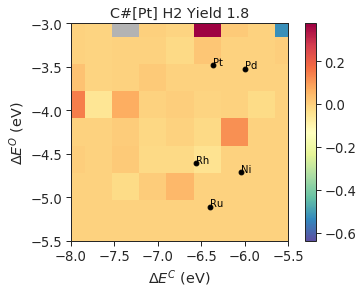 C#[Pt] H2 Yield 1.8
−3.0
−3.5
−4.0
−4.5
−5.0
−5.5
ΔE^O (eV)
Pt
Pd
Rh
Ni
Ru
−8.0 −7.5 −7.0 −6.5 −6.0 −5.5
ΔE^C (eV)
0.2
0.0
−0.2
−0.4
−0.6